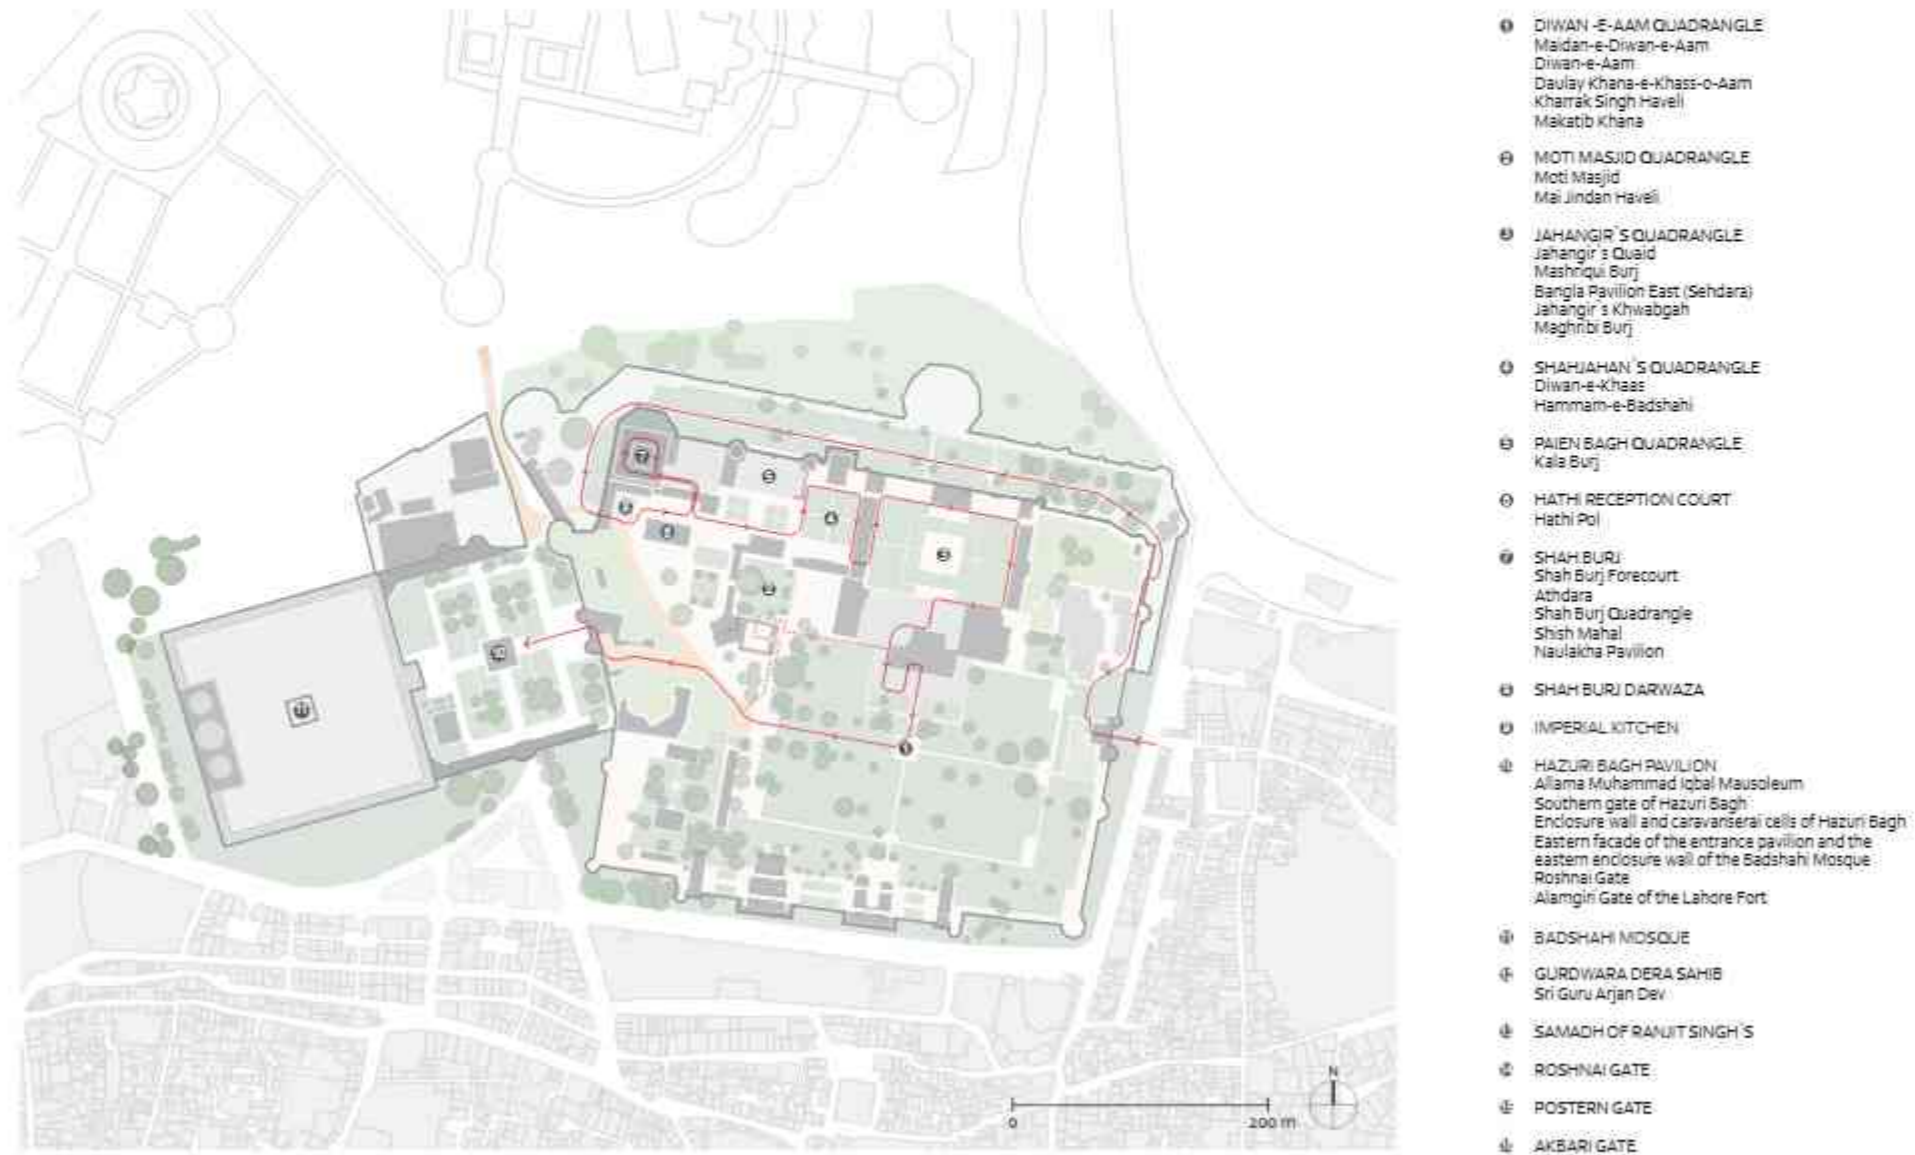 DIWAN -E-AAM QUADRANGLE
Maidan-e-Diwan-e-Aam
Diwan-e-Aam
Daulay Khana-e-Khass-o-Aam
Kharrak Singh Haveli
Makatib Khana
MOTI MASJID QUADRANGLE
Moti Masjid
Mai Jindan Haveli
JAHANGIR`S QUADRANGLE
Jahangir`s Quaid
Mashriqui Burj
Bangla Pavilion East (Sehdara)
Jahangir`s Khwabgah
Maghribi Burj
SHAHJAHAN`S QUADRANGLE
Diwan-e-Khaas
Hammam-e-Badshahi
PAIEN BAGH QUADRANGLE
Kala Burj
HATHI RECEPTION COURT
Hathi Pol
7 SHAH BURJ
Shah Burj Forecourt
Athdara
Shah Burj Quadrangle
Shish Mahal
Naulakha Pavilion
SHAH BURJ DARWAZA
IMPERIAL KITCHEN
HAZURI BAGH PAVILION
Allama Muhammad Iqbal Mausoleum
Southern gate of Hazuri Bagh
Enclosure wall and caravanserai cells of Hazuri Bagh
Eastern facade of the entrance pavilion and the
eastern enclosure wall of the Badshahi Mosque
Roshnai Gate
Alamgiri Gate of the Lahore Fort
BADSHAHI MOSQUE
GURDWARA DERA SAHIB
Sri Guru Arjan Dev
SAMADH OF RANJIT SINGH`S
ROSHNAI GATE
POSTERN GATE
AKBARI GATE
N
0 200 m